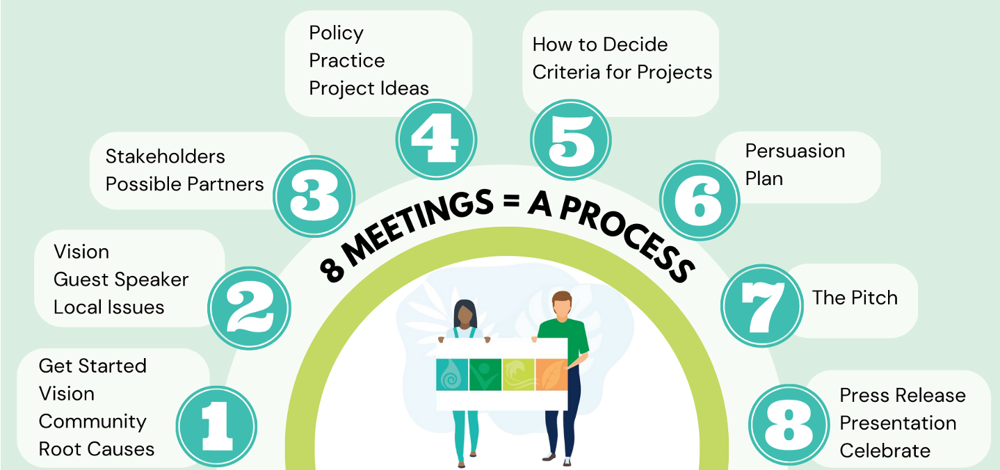 Policy
Practice
Project Ideas
4
How to Decide
Criteria for Projects
5
Stakeholders
Possible Partners
3
Persuasion
Plan
6
8 MEETINGS = A PROCESS
Vision
Guest Speaker
Local Issues
2
The Pitch
7
Get Started
Vision
Community
Root Causes
1
Press Release
Presentation
Celebrate
8